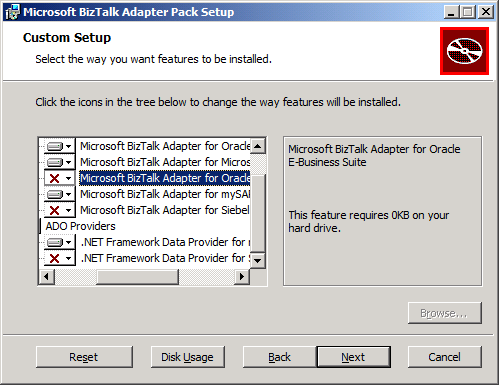 Microsoft BizTalk Adapter Pack Setup
Custom Setup
Select the way you want features to be installed.
Click the icons in the tree below to change the way features will be installed.
Microsoft BizTalk Adapter for Oracle
Microsoft BizTalk Adapter for Micros
Microsoft BizTalk Adapter for Oracle
Microsoft BizTalk Adapter for mySAP
Microsoft BizTalk Adapter for Siebel
ADO Providers
.NET Framework Data Provider for m
.NET Framework Data Provider for S
Microsoft BizTalk Adapter for Oracle
E-Business Suite
This feature requires 0KB on your
hard drive.
Browse...
Reset
Disk Usage
Back
Next
Cancel